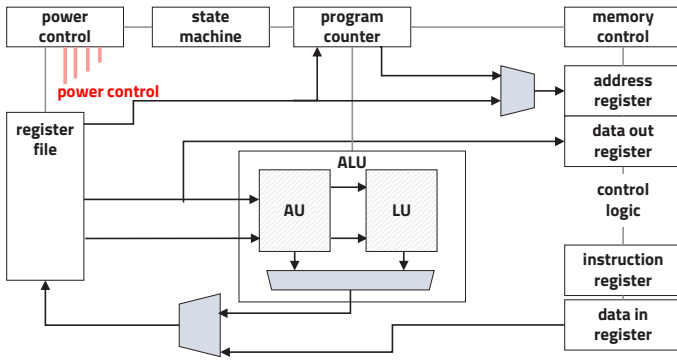 power
control
state
machine
program
counter
memory
control
power control
address
register
register
file
data out
register
ALU
AU
LU
control
logic
instruction
register
data in
register